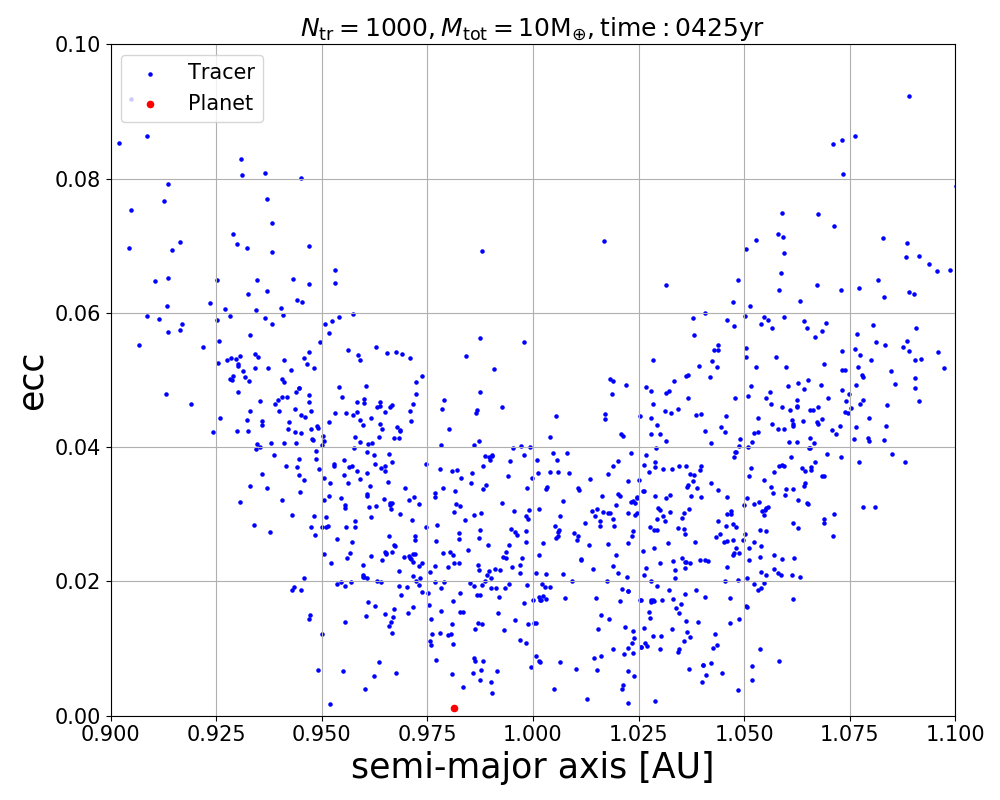 N_tr = 1000, M_tot = 10M_⊕, time : 0425yr
0.10
Tracer
Planet
0.08
0.06
ecc
0.04
0.02
0.00
0.900 0.925 0.950 0.975 1.000 1.025 1.050 1.075 1.100
semi-major axis [AU]